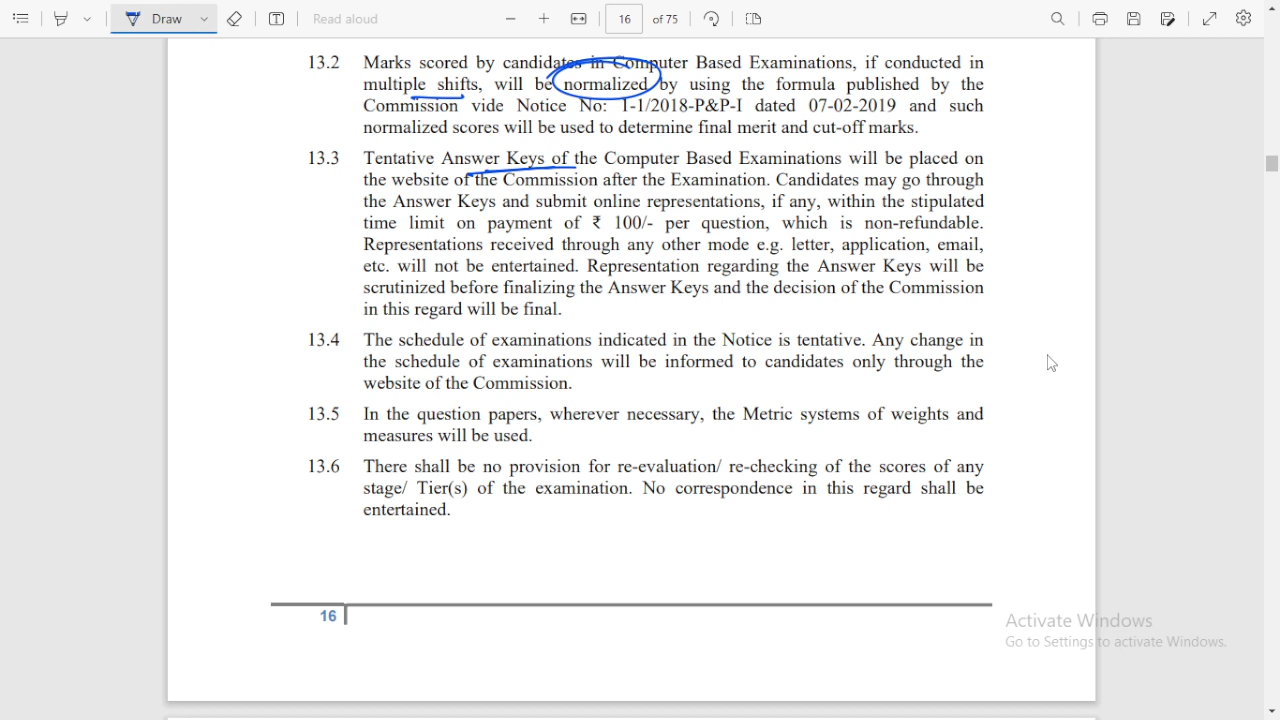 Draw
Read aloud
16 of 75
13.2 Marks scored by candidates in Computer Based Examinations, if conducted in
multiple shifts, will be normalized by using the formula published by the
Commission vide Notice No: 1-1/2018-P&P-I dated 07-02-2019 and such
normalized scores will be used to determine final merit and cut-off marks.
13.3 Tentative Answer Keys of the Computer Based Examinations will be placed on
the website of the Commission after the Examination. Candidates may go through
the Answer Keys and submit online representations, if any, within the stipulated
time limit on payment of ₹ 100/- per question, which is non-refundable.
Representations received through any other mode e.g. letter, application, email,
etc. will not be entertained. Representation regarding the Answer Keys will be
scrutinized before finalizing the Answer Keys and the decision of the Commission
in this regard will be final.
13.4 The schedule of examinations indicated in the Notice is tentative. Any change in
the schedule of examinations will be informed to candidates only through the
website of the Commission.
13.5 In the question papers, wherever necessary, the Metric systems of weights and
measures will be used.
13.6 There shall be no provision for re-evaluation/ re-checking of the scores of any
stage/ Tier(s) of the examination. No correspondence in this regard shall be
entertained.
16
Activate Windows
Go to Settings to activate Windows.